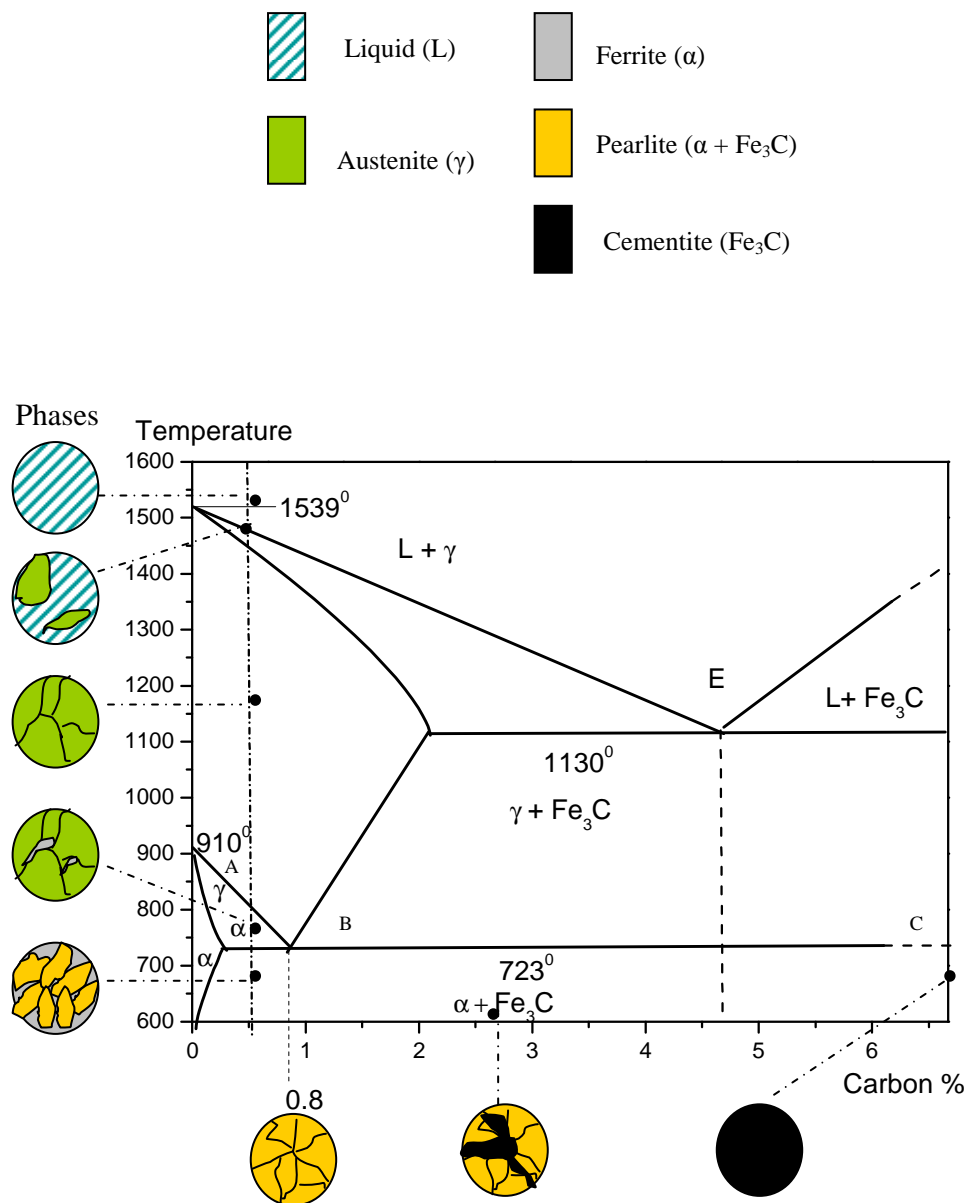 Liquid (L)
Ferrite (α)
Austenite (γ)
Pearlite (α + Fe₃C)
Cementite (Fe₃C)
Phases
Temperature
1600
1500
1400
1300
1200
1100
1000
900
800
700
600
1539⁰
L + γ
E
L+ Fe₃C
1130⁰
γ + Fe₃C
910⁰
A
γ
α
B
C
α
723⁰
α + Fe₃C
0 1 2 3 4 5 6
Carbon %
0.8